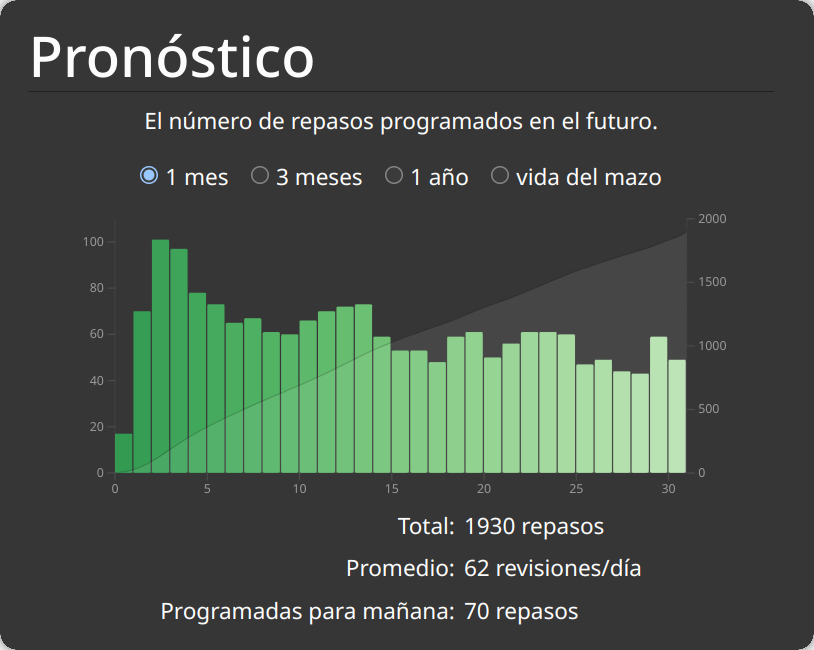 Pronóstico
El número de repasos programados en el futuro.
1 mes 3 meses 1 año vida del mazo
2000
100
80
1500
60
1000
40
500
20
0 0
0 5 10 15 20 25 30
Total: 1930 repasos
Promedio: 62 revisiones/día
Programadas para mañana: 70 repasos